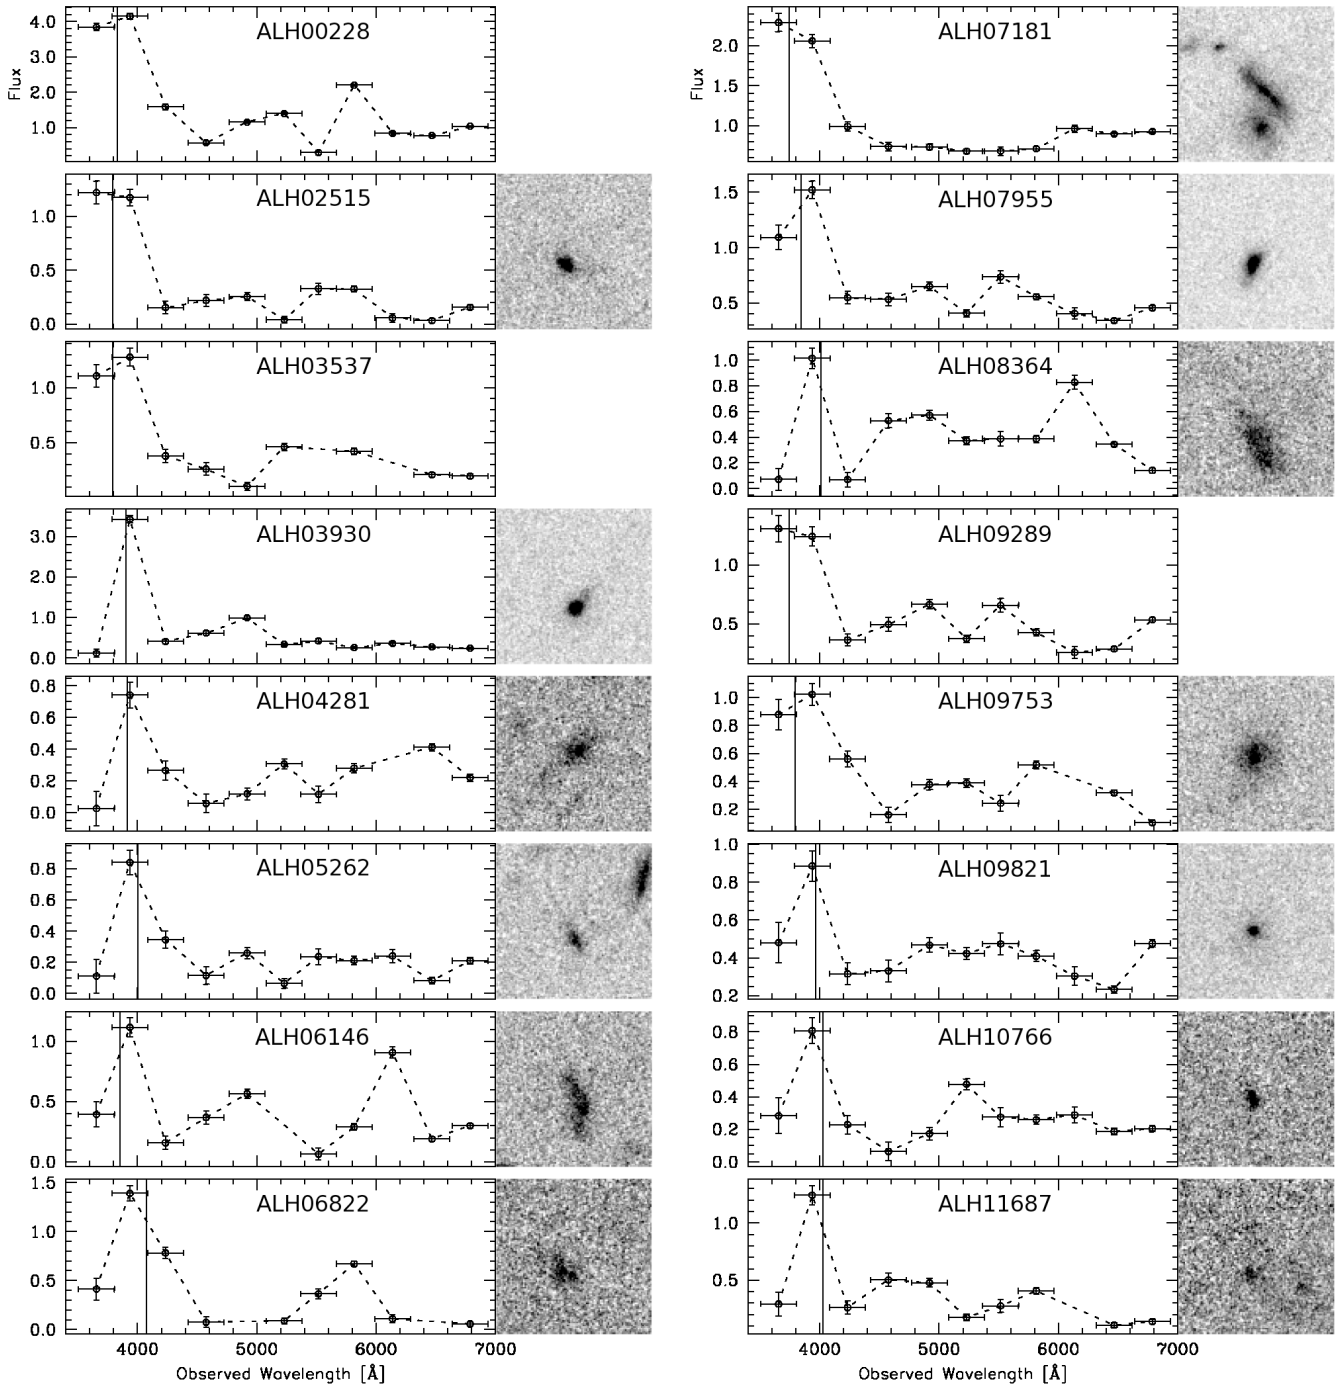 4.0
3.0
2.0
1.0
Flux
ALH00228
2.0
1.5
1.0
Flux
ALH07181
1.0
0.5
0.0
ALH02515
1.5
1.0
0.5
ALH07955
1.0
0.5
ALH03537
1.0
0.8
0.6
0.4
0.2
0.0
ALH08364
3.0
2.0
1.0
0.0
ALH03930
1.0
0.5
ALH09289
0.8
0.6
0.4
0.2
0.0
ALH04281
1.0
0.8
0.6
0.4
0.2
ALH09753
0.8
0.6
0.4
0.2
0.0
ALH05262
1.0
0.8
0.6
0.4
0.2
ALH09821
1.0
0.5
0.0
ALH06146
0.8
0.6
0.4
0.2
0.0
ALH10766
1.5
1.0
0.5
0.0
ALH06822
1.0
0.5
ALH11687
4000 5000 6000 7000
Observed Wavelength [Å]
4000 5000 6000 7000
Observed Wavelength [Å]